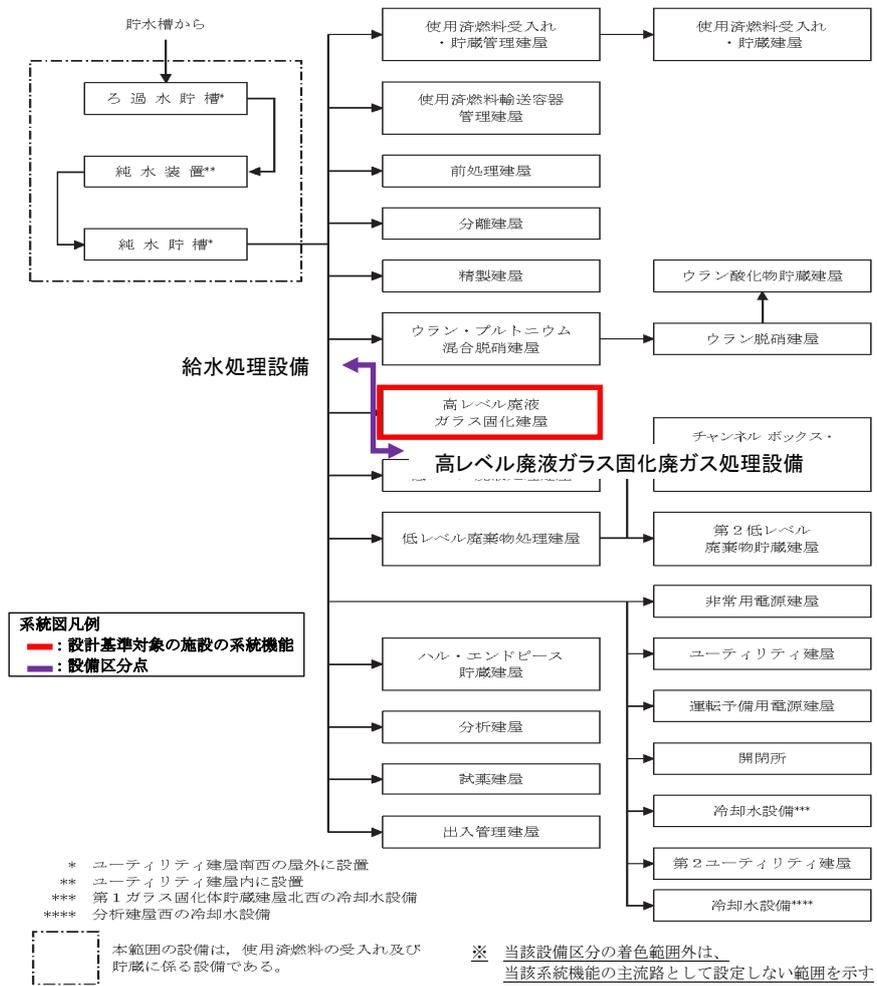 貯水槽から
ろ 過 水 貯 槽*
純 水 装 置**
純 水 貯 槽*
使用済燃料受入れ
・貯蔵管理建屋
使用済燃料受入れ
・貯蔵建屋
使用済燃料輸送容器
管理建屋
前処理建屋
分離建屋
精製建屋
ウラン酸化物貯蔵建屋
ウラン・プルトニウム
混合脱硝建屋
ウラン脱硝建屋
給水処理設備
高レベル廃液
ガラス固化建屋
チャンネル ボックス・
高レベル廃液ガラス固化廃ガス処理設備
低レベル廃棄物処理建屋
第２低レベル
廃棄物貯蔵建屋
非常用電源建屋
系統図凡例
：設計基準対象の施設の系統機能
：設備区分点
ハル・エンドピース
貯蔵建屋
ユーティリティ建屋
運転予備用電源建屋
分析建屋
開閉所
試薬建屋
冷却水設備***
出入管理建屋
第２ユーティリティ建屋
冷却水設備****
* ユーティリティ建屋南西の屋外に設置
** ユーティリティ建屋内に設置
*** 第１ガラス固化体貯蔵建屋北西の冷却水設備
**** 分析建屋西の冷却水設備
本範囲の設備は，使用済燃料の受入れ及び
貯蔵に係る設備である。
※ 当該設備区分の着色範囲外は、
当該系統機能の主流路として設定しない範囲を示す